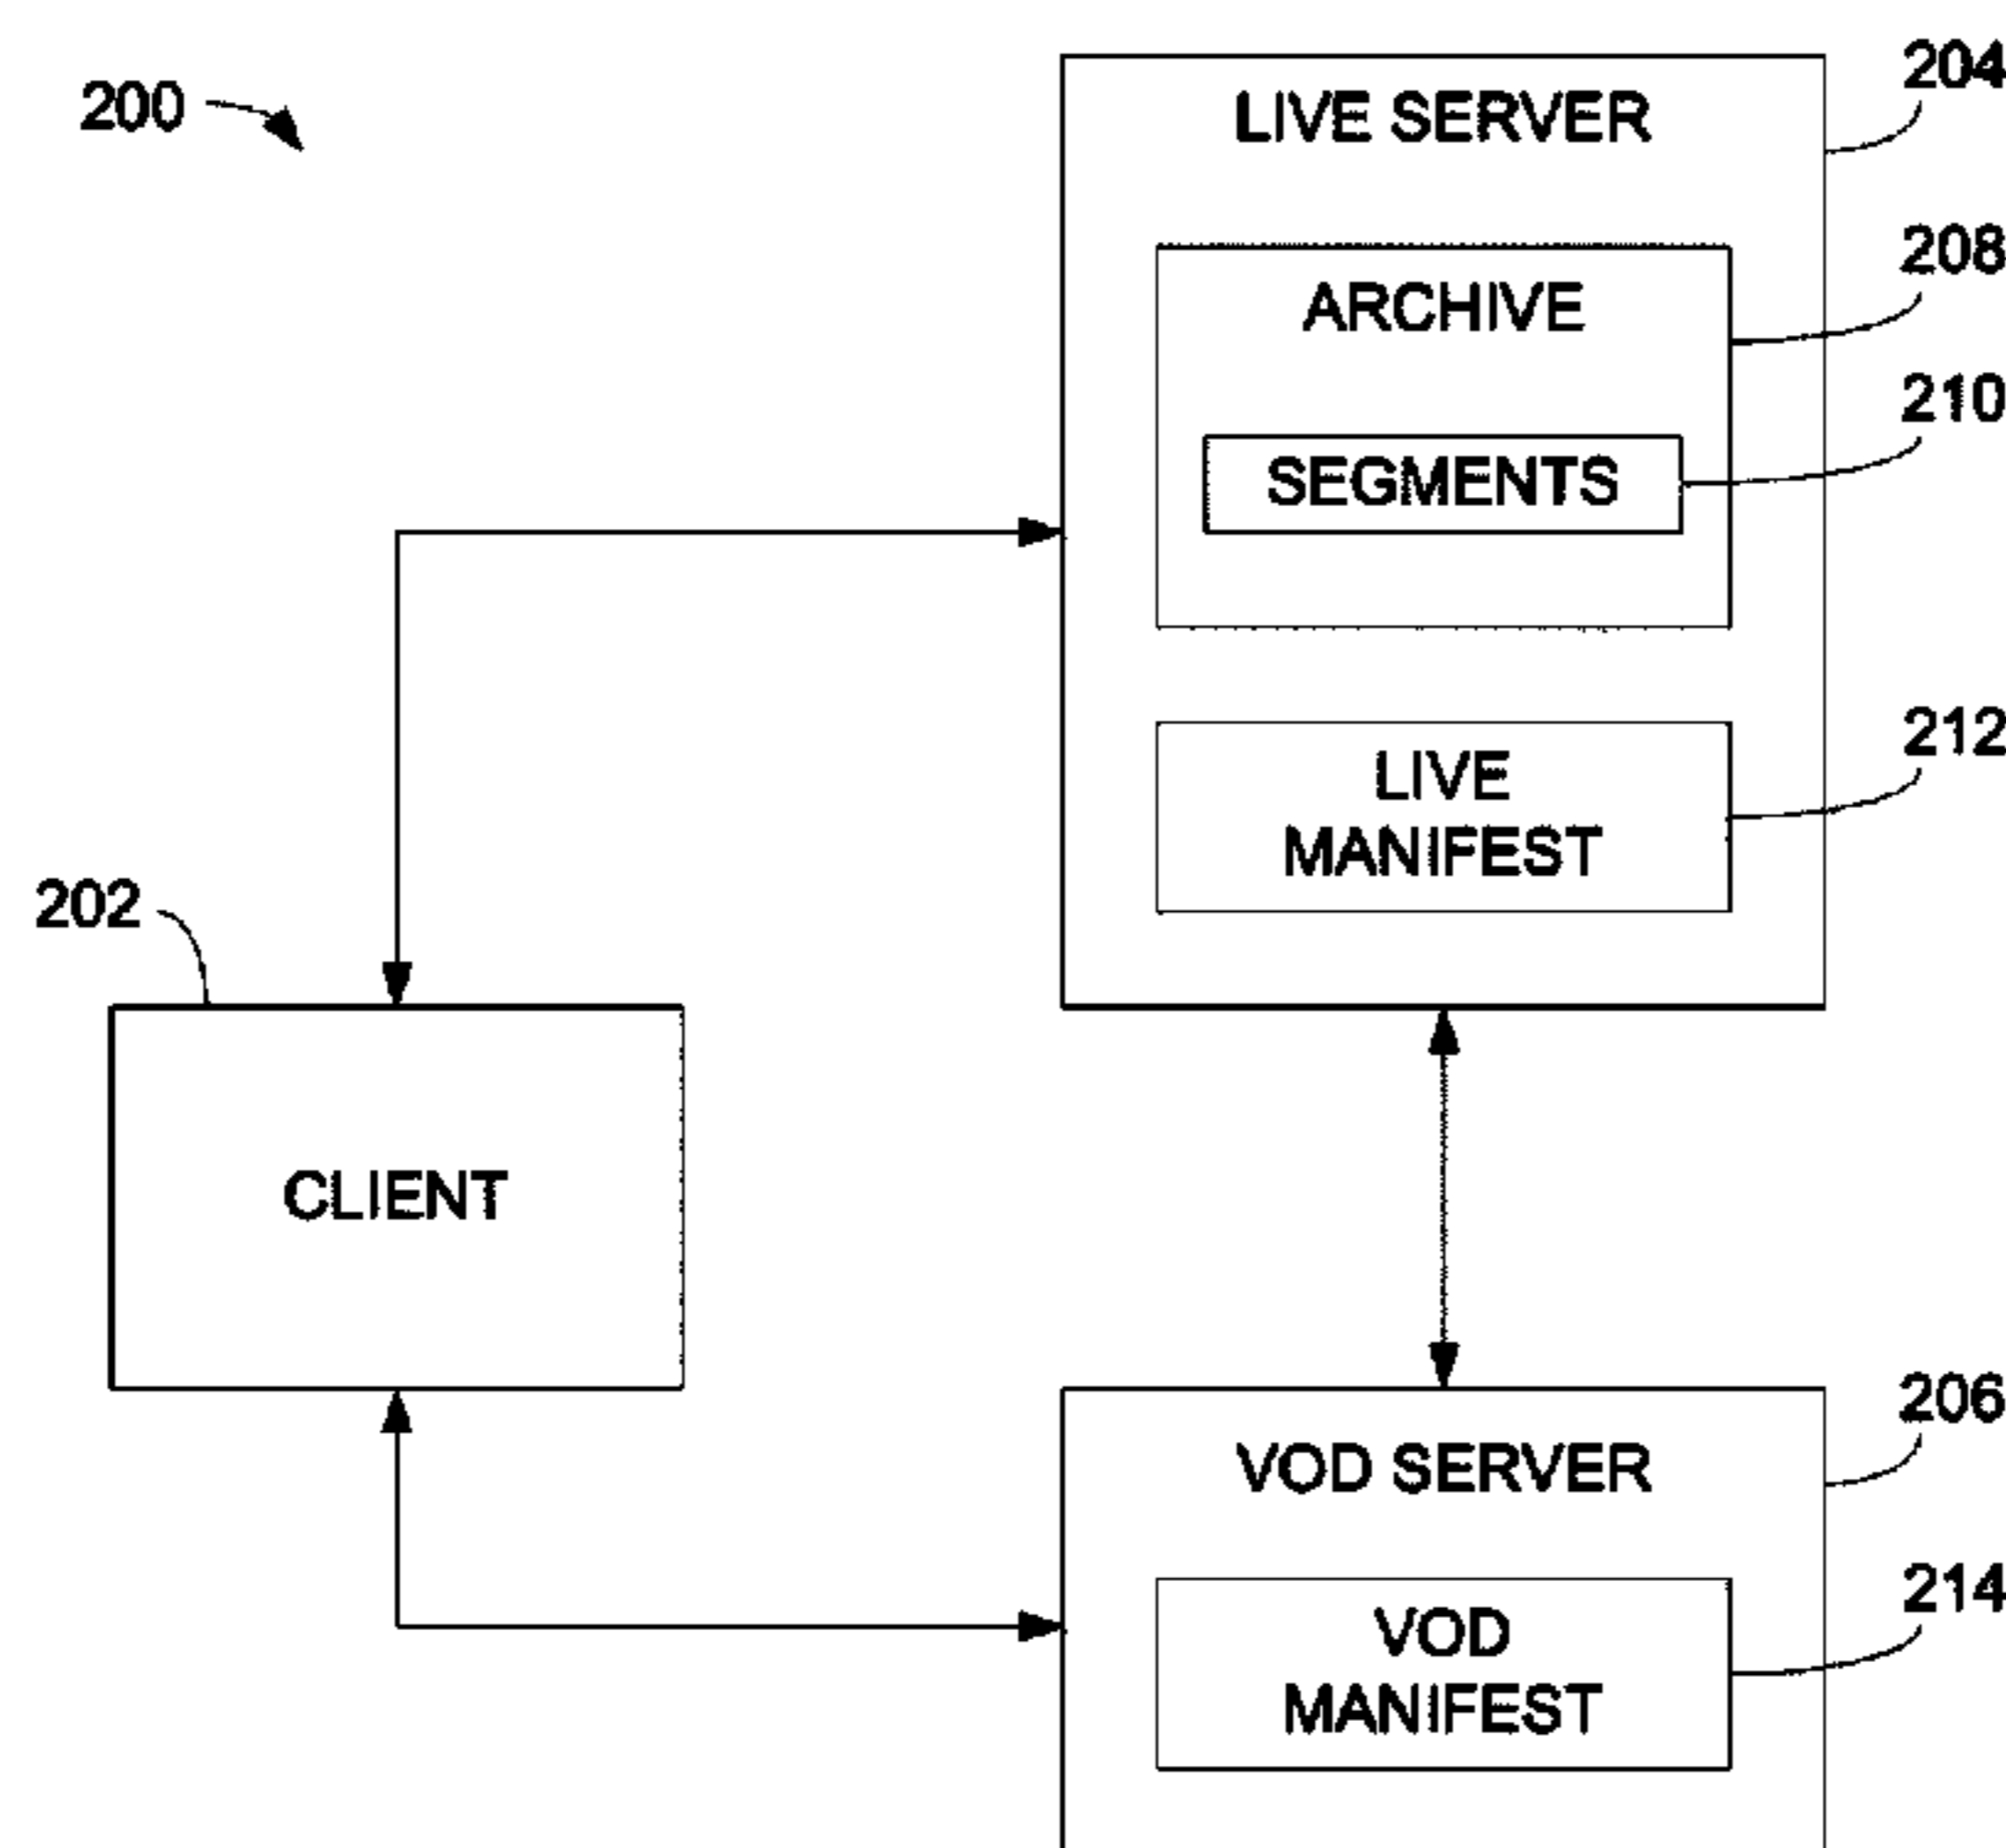 200
LIVE SERVER
204
ARCHIVE
208
SEGMENTS
210
LIVE
MANIFEST
212
202
CLIENT
VOD SERVER
206
VOD
MANIFEST
214